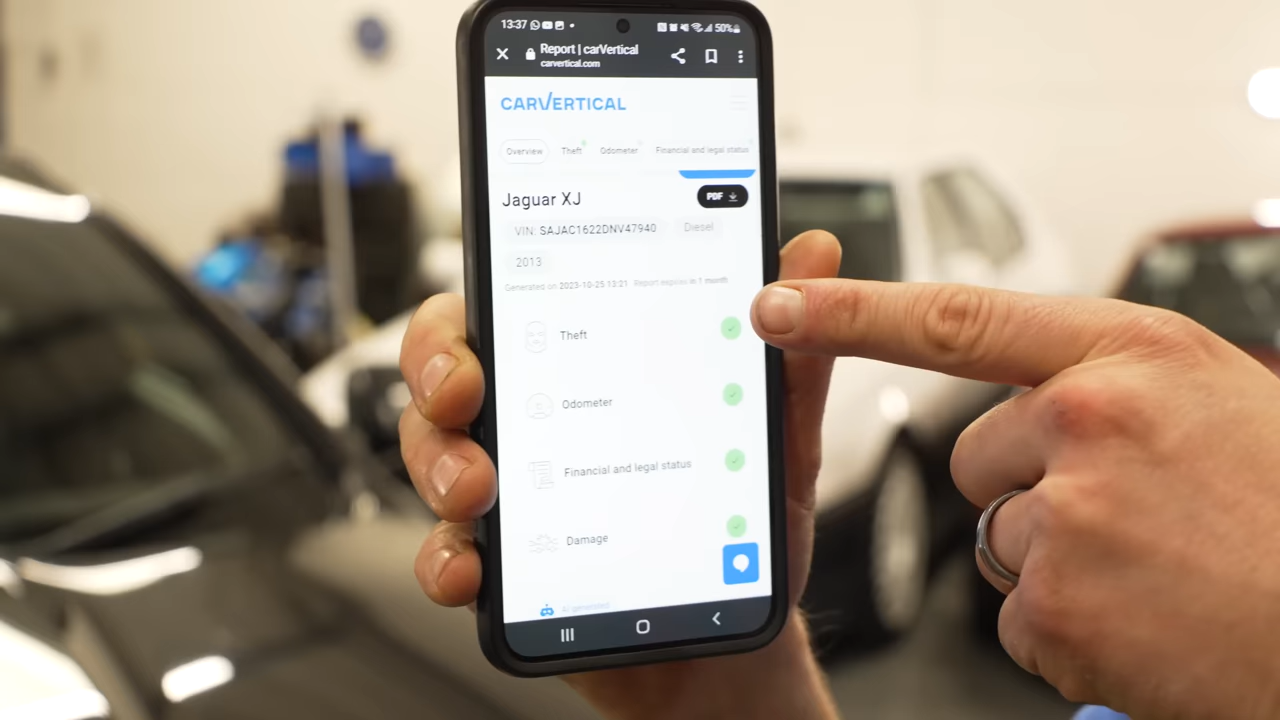 13:37
50%
Report | carVertical
carvertical.com
CARVERTICAL
Overview Theft Odometer Financial and legal status
Jaguar XJ
PDF
VIN: SAJAC1622DNV47940 Diesel
2013
Generated on 2023-10-25 13:21 Report expires in 1 month
Theft
Odometer
Financial and legal status
Damage
AI generated